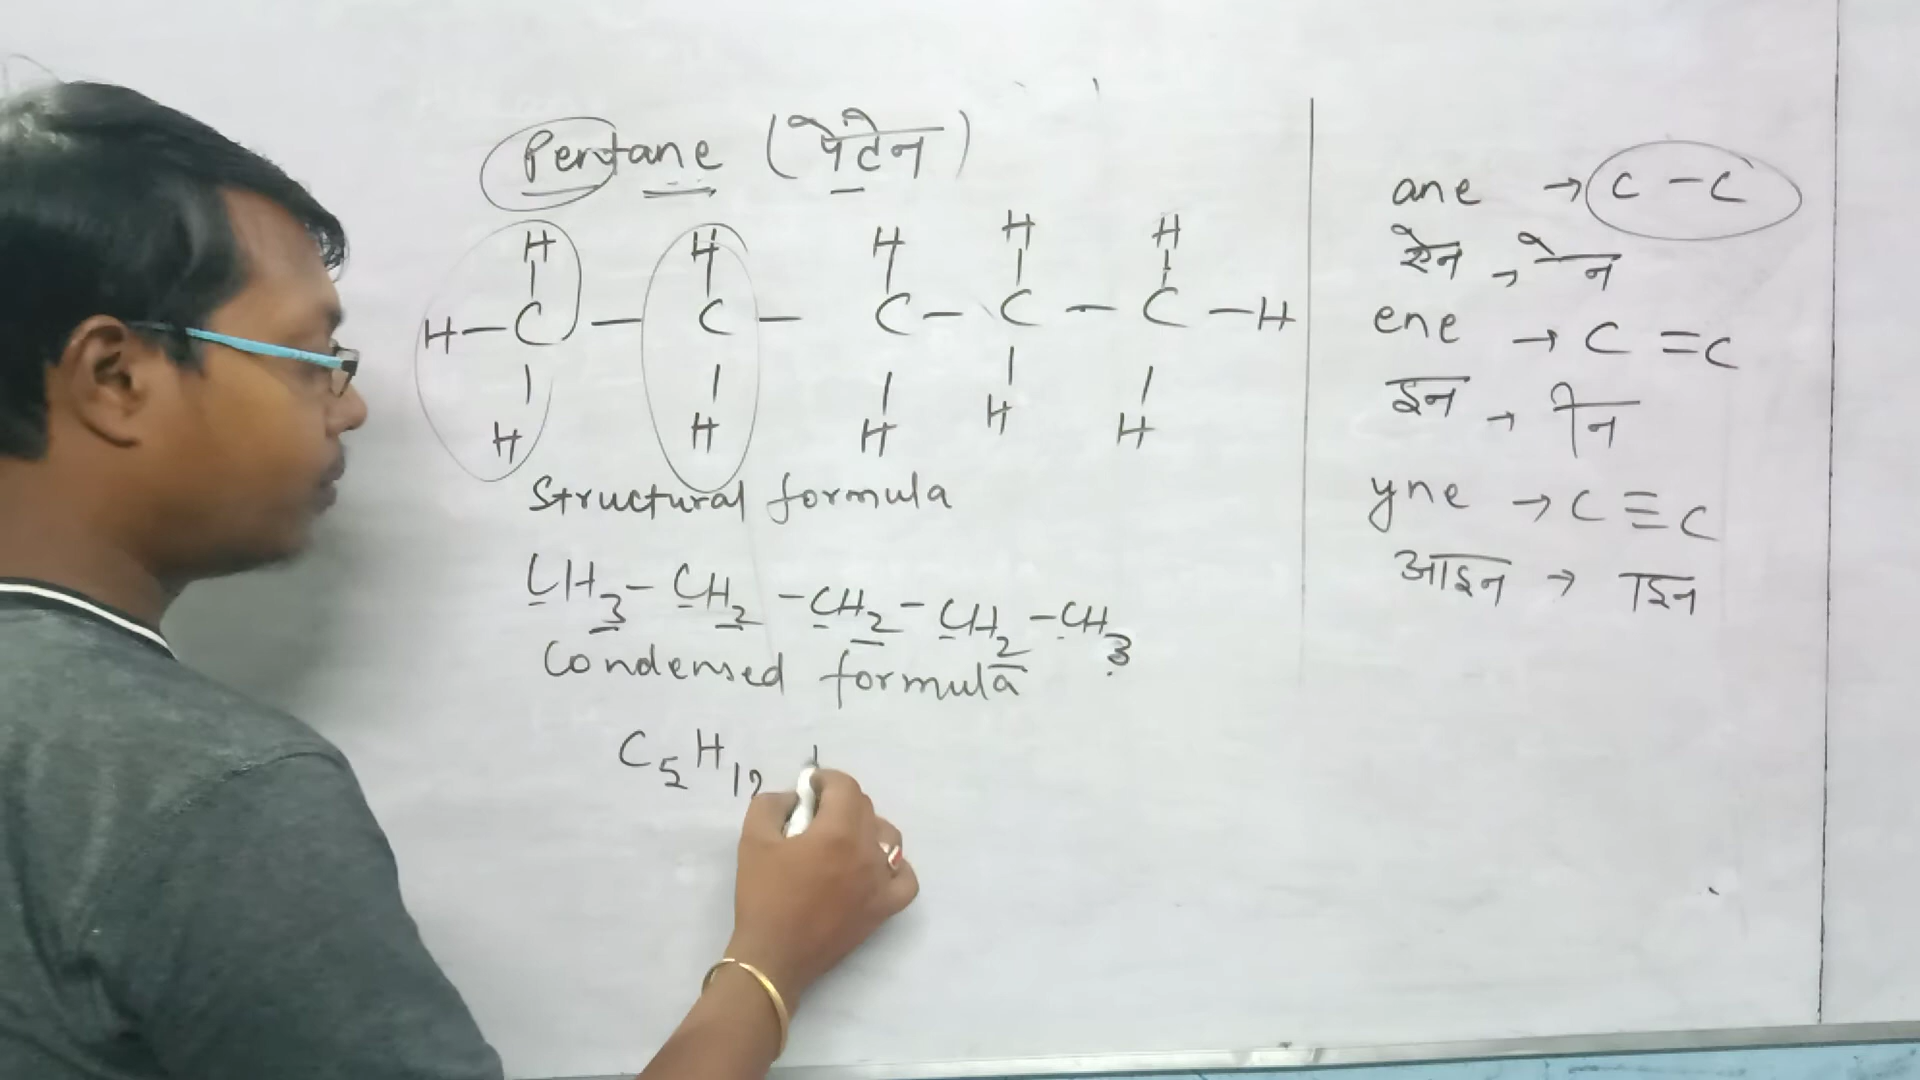 Pentane (पेंटेन)
H H H H H
H — C — C — C — C — C — H
H H H H H
Structural formula
CH3 – CH2 – CH2 – CH2 – CH3
Condensed formula
C5H12
ane → C – C
ऐन → ेन
ene → C = C
इन → ीन
yne → C ≡ C
आइन → ाइन